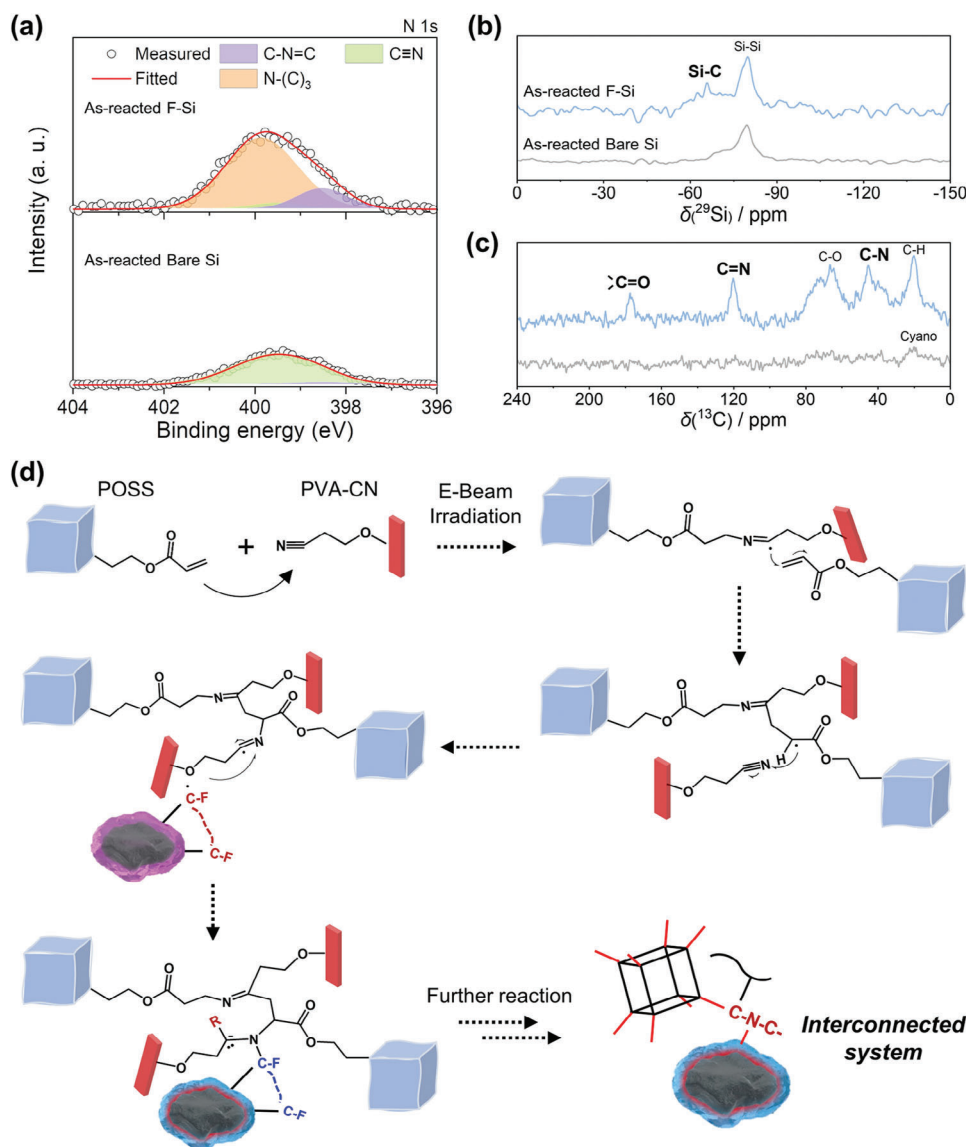 (a)
N 1s
Measured
C-N=C
C≡N
Fitted
N-(C)3
As-reacted F-Si
As-reacted Bare Si
Intensity (a. u.)
404 402 400 398 396
Binding energy (eV)
(b)
Si-Si
Si-C
As-reacted F-Si
As-reacted Bare Si
0 -30 -60 -90 -120 -150
δ(29Si) / ppm
(c)
C=O
C=N
C-O
C-N
C-H
Cyano
240 200 160 120 80 40 0
δ(13C) / ppm
(d)
POSS
PVA-CN
E-Beam
Irradiation
O
O
+
N
O
O
O
N
O
O
O
O
O
N
O
O
O
N
O
C-F
C-F
O
O
N
O
O
O
N
H
O
O
O
N
O
R
O
O
N
O
C-F
C-F
Further reaction
C-N-C-
Interconnected
system